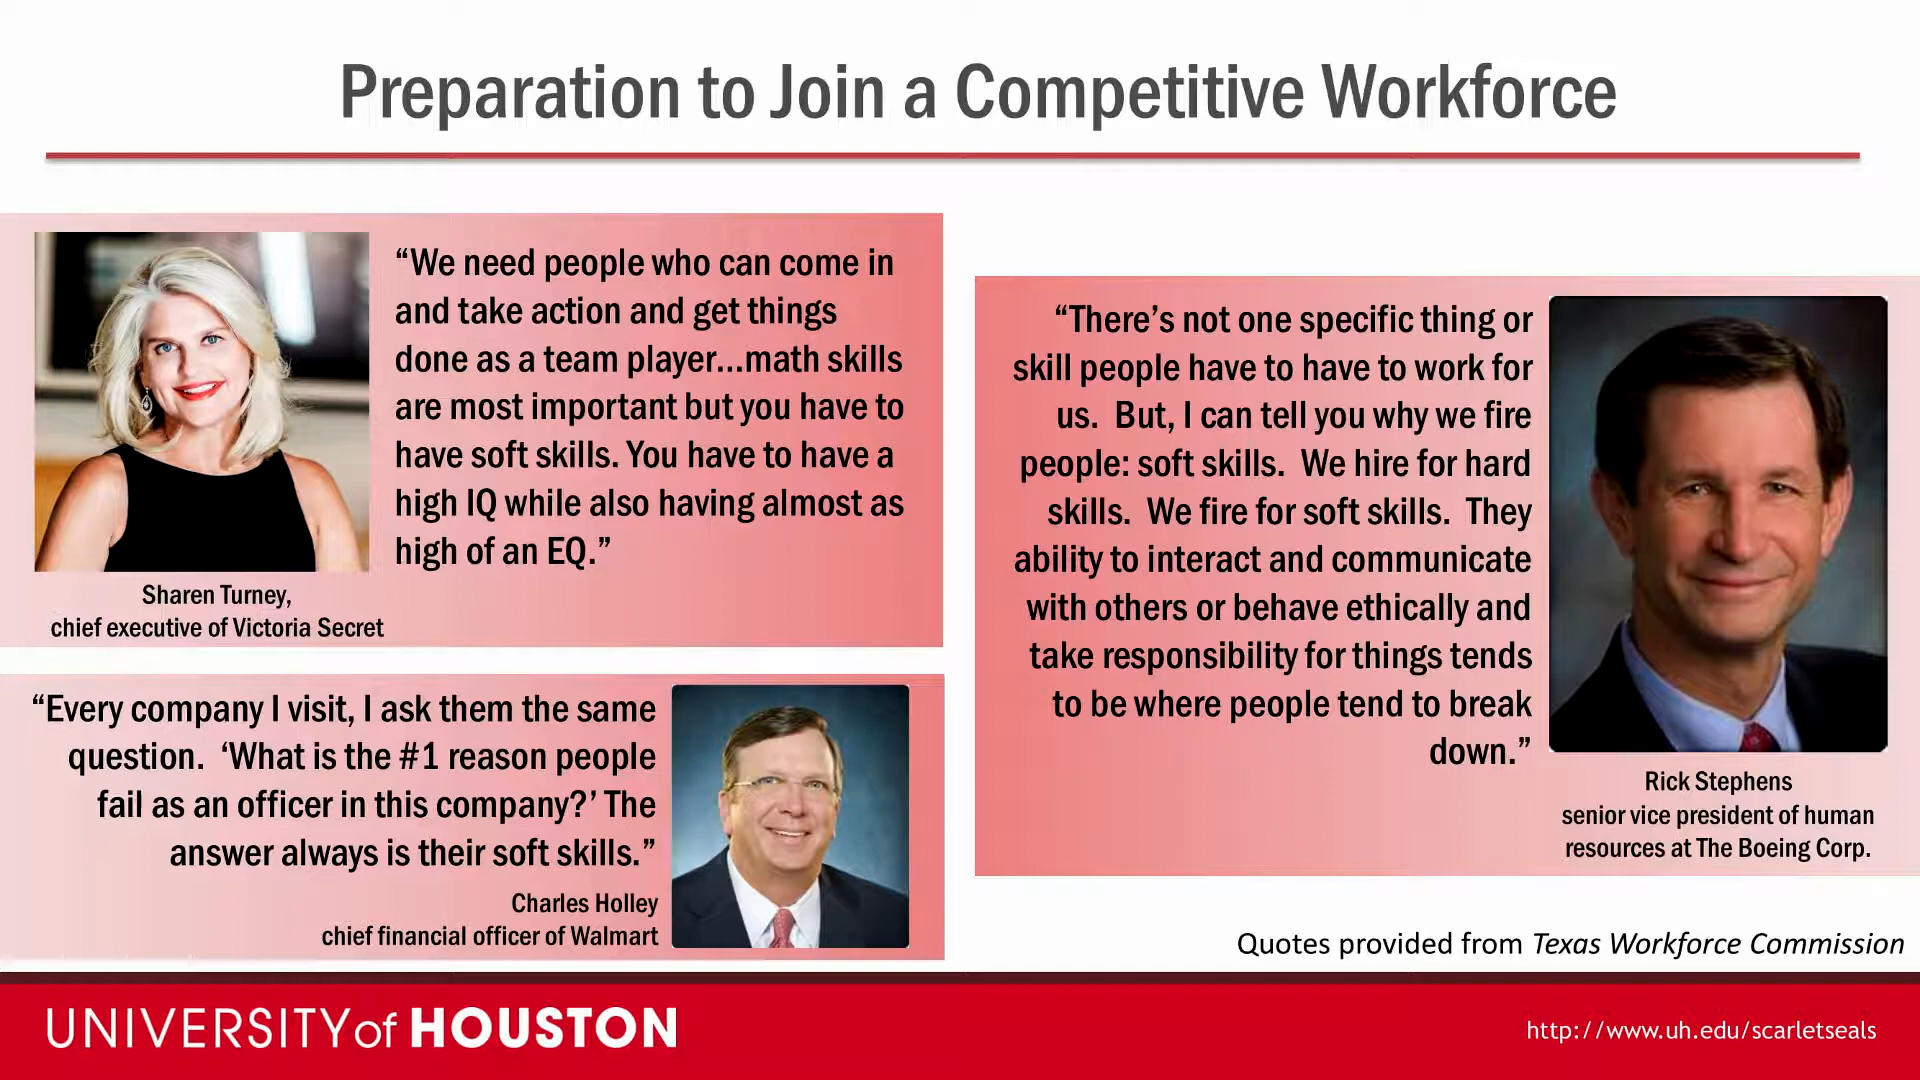 Preparation to Join a Competitive Workforce
“We need people who can come in
and take action and get things
done as a team player...math skills
are most important but you have to
have soft skills. You have to have a
high IQ while also having almost as
high of an EQ.”
Sharen Turney,
chief executive of Victoria Secret
“Every company I visit, I ask them the same
question. ‘What is the #1 reason people
fail as an officer in this company?’ The
answer always is their soft skills.”
Charles Holley
chief financial officer of Walmart
“There’s not one specific thing or
skill people have to have to work for
us. But, I can tell you why we fire
people: soft skills. We hire for hard
skills. We fire for soft skills. They
ability to interact and communicate
with others or behave ethically and
take responsibility for things tends
to be where people tend to break
down.”
Rick Stephens
senior vice president of human
resources at The Boeing Corp.
Quotes provided from Texas Workforce Commission
UNIVERSITY of HOUSTON
http://www.uh.edu/scarletseals